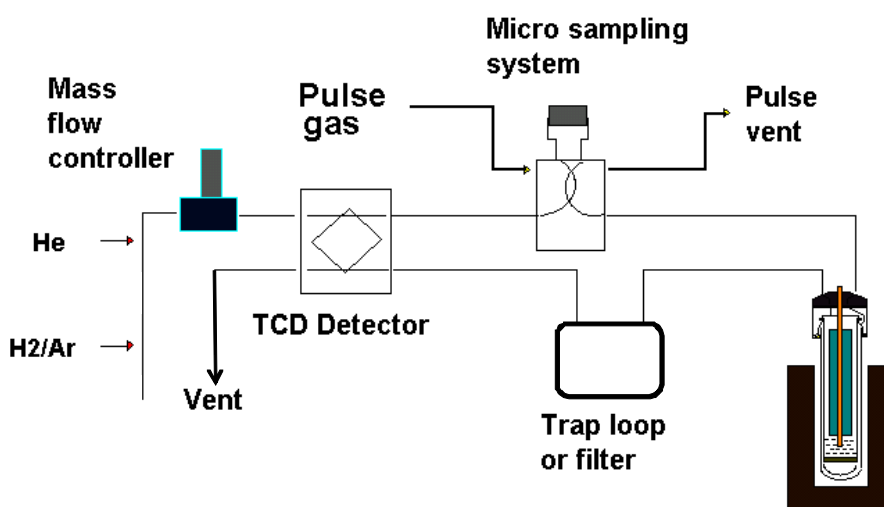 Micro sampling
system
Mass
flow
controller
Pulse
gas
Pulse
vent
He
H2/Ar
TCD Detector
Vent
Trap loop
or filter